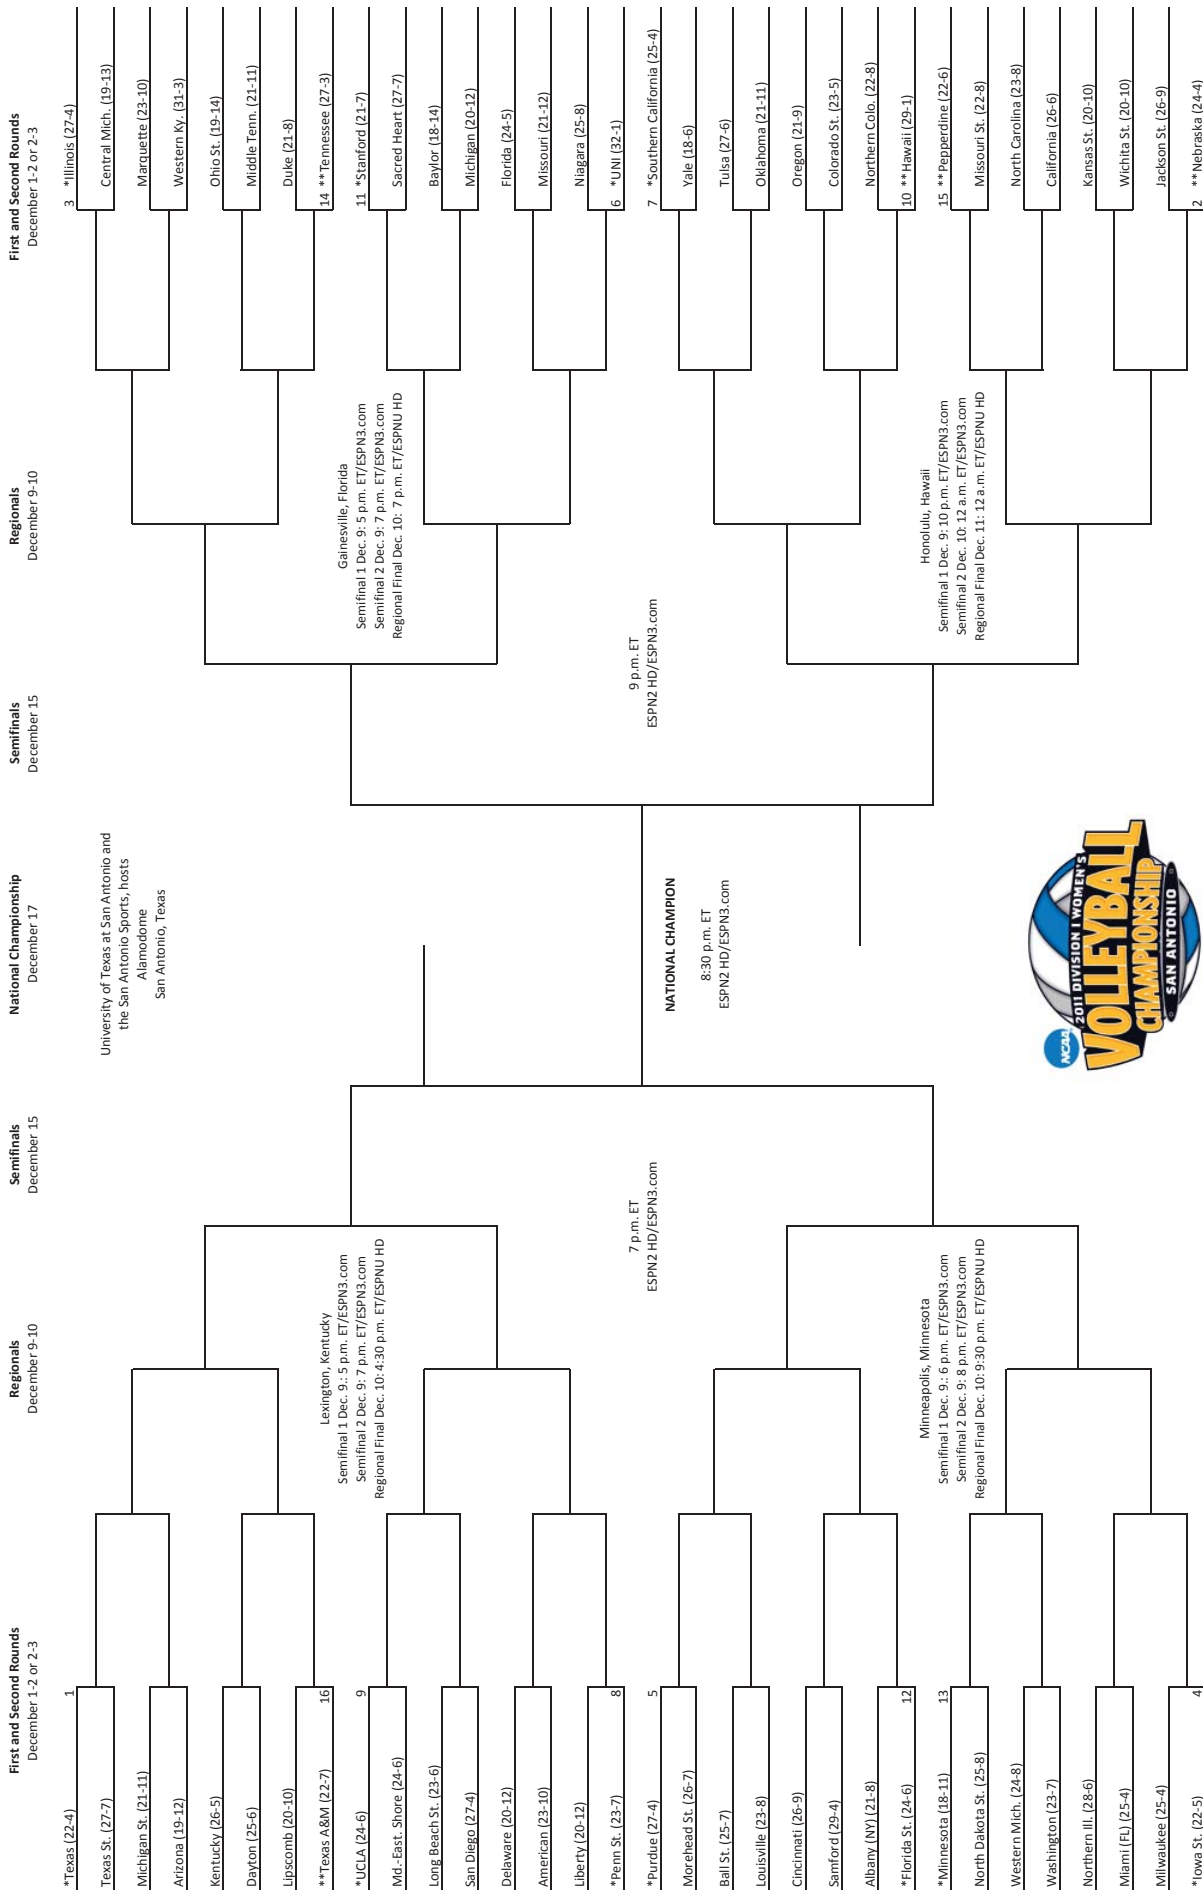 First and Second Rounds
December 1-2 or 2-3
Regionals
December 9-10
Semifinals
December 15
National Championship
December 17
Semifinals
December 15
Regionals
December 9-10
First and Second Rounds
December 1-2 or 2-3
*Texas (22-4)
1
Texas St. (27-7)
Michigan St. (21-11)
Arizona (19-12)
Kentucky (26-5)
Dayton (25-6)
Lipscomb (20-10)
**Texas A&M (22-7)
16
*UCLA (24-6)
9
Md.-East. Shore (24-6)
Long Beach St. (23-6)
San Diego (27-4)
Delaware (20-12)
American (23-10)
Liberty (20-12)
*Penn St. (23-7)
8
*Purdue (27-4)
5
Morehead St. (26-7)
Ball St. (25-7)
Louisville (23-8)
Cincinnati (26-9)
Samford (29-4)
Albany (NY) (21-8)
*Florida St. (24-6)
12
*Minnesota (18-11)
13
North Dakota St. (25-8)
Western Mich. (24-8)
Washington (23-7)
Northern Ill. (28-6)
Miami (FL) (25-4)
Milwaukee (25-4)
*Iowa St. (22-5)
4
Lexington, Kentucky
Semifinal 1 Dec. 9.: 5 p.m. ET/ESPN3.com
Semifinal 2 Dec. 9: 7 p.m. ET/ESPN3.com
Regional Final Dec. 10: 4:30 p.m. ET/ESPNU HD
Minneapolis, Minnesota
Semifinal 1 Dec. 9.: 6 p.m. ET/ESPN3.com
Semifinal 2 Dec. 9: 8 p.m. ET/ESPN3.com
Regional Final Dec. 10: 9:30 p.m. ET/ESPNU HD
7 p.m. ET
ESPN2 HD/ESPN3.com
University of Texas at San Antonio and
the San Antonio Sports, hosts
Alamodome
San Antonio, Texas
NATIONAL CHAMPION
8:30 p.m. ET
ESPN2 HD/ESPN3.com
NCAA
2011 DIVISION I WOMEN'S
VOLLEYBALL
CHAMPIONSHIP
SAN ANTONIO
9 p.m. ET
ESPN2 HD/ESPN3.com
Gainesville, Florida
Semifinal 1 Dec. 9: 5 p.m. ET/ESPN3.com
Semifinal 2 Dec. 9: 7 p.m. ET/ESPN3.com
Regional Final Dec. 10: 7 p.m. ET/ESPNU HD
Honolulu, Hawaii
Semifinal 1 Dec. 9: 10 p.m. ET/ESPN3.com
Semifinal 2 Dec. 10: 12 a.m. ET/ESPN3.com
Regional Final Dec. 11: 12 a.m. ET/ESPNU HD
3 *Illinois (27-4)
Central Mich. (19-13)
Marquette (23-10)
Western Ky. (31-3)
Ohio St. (19-14)
Middle Tenn. (21-11)
Duke (21-8)
14 **Tennessee (27-3)
11 *Stanford (21-7)
Sacred Heart (27-7)
Baylor (18-14)
Michigan (20-12)
Florida (24-5)
Missouri (21-12)
Niagara (25-8)
6 *UNI (32-1)
7 *Southern California (25-4)
Yale (18-6)
Tulsa (27-6)
Oklahoma (21-11)
Oregon (21-9)
Colorado St. (23-5)
Northern Colo. (22-8)
10 **Hawaii (29-1)
15 **Pepperdine (22-6)
Missouri St. (22-8)
North Carolina (23-8)
California (26-6)
Kansas St. (20-10)
Wichita St. (20-10)
Jackson St. (26-9)
2 **Nebraska (24-4)